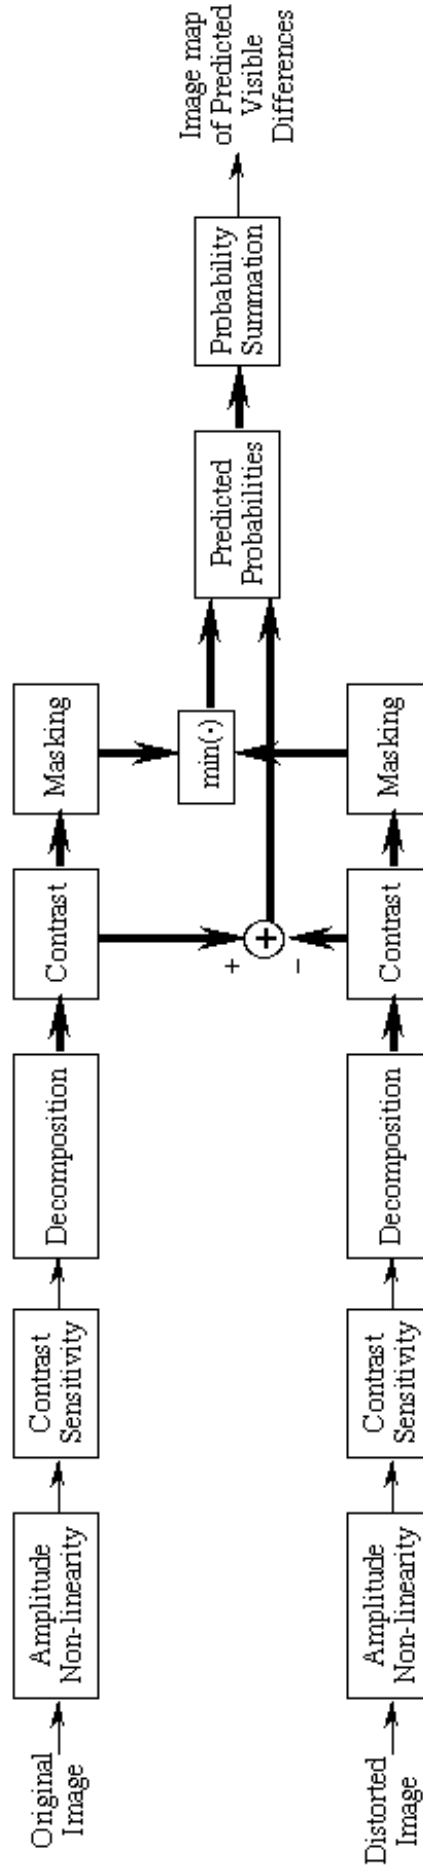 Original
Image
Amplitude
Non-linearity
Contrast
Sensitivity
Decomposition
Contrast
Masking
+
−
+
min(·)
Predicted
Probabilities
Probability
Summation
Image map
of Predicted
Visible
Differences
Distorted
Image
Amplitude
Non-linearity
Contrast
Sensitivity
Decomposition
Contrast
Masking